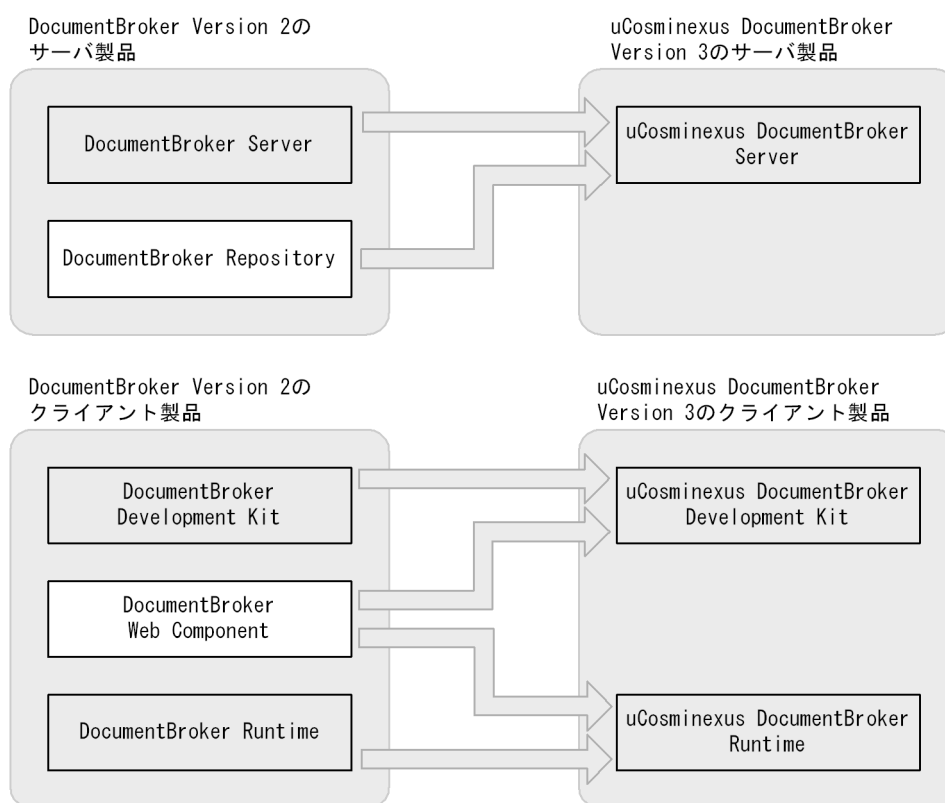 DocumentBroker Version 2の
サーバ製品
uCosminexus DocumentBroker
Version 3のサーバ製品
DocumentBroker Server
uCosminexus DocumentBroker
Server
DocumentBroker Repository
DocumentBroker Version 2の
クライアント製品
uCosminexus DocumentBroker
Version 3のクライアント製品
DocumentBroker
Development Kit
uCosminexus DocumentBroker
Development Kit
DocumentBroker
Web Component
DocumentBroker Runtime
uCosminexus DocumentBroker
Runtime